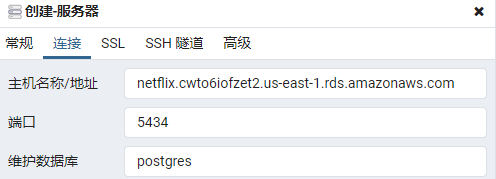 创建-服务器
常规 连接 SSL SSH 隧道 高级
主机名称/地址 netflix.cwto6iofzet2.us-east-1.rds.amazonaws.com
端口 5434
维护数据库 postgres